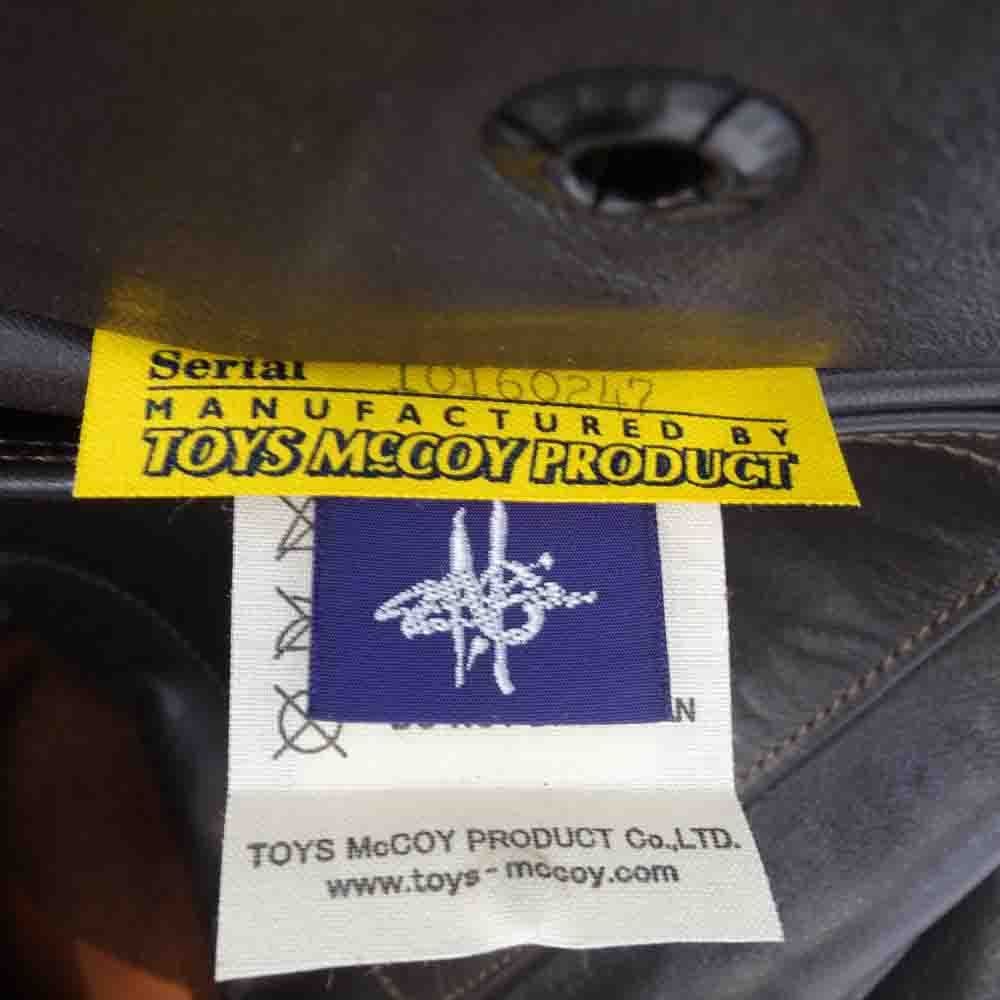 Serial 10160247
MANUFACTURED BY
TOYS McCOY PRODUCT
TOYS McCOY PRODUCT Co.,LTD.
www.toys-mccoy.com